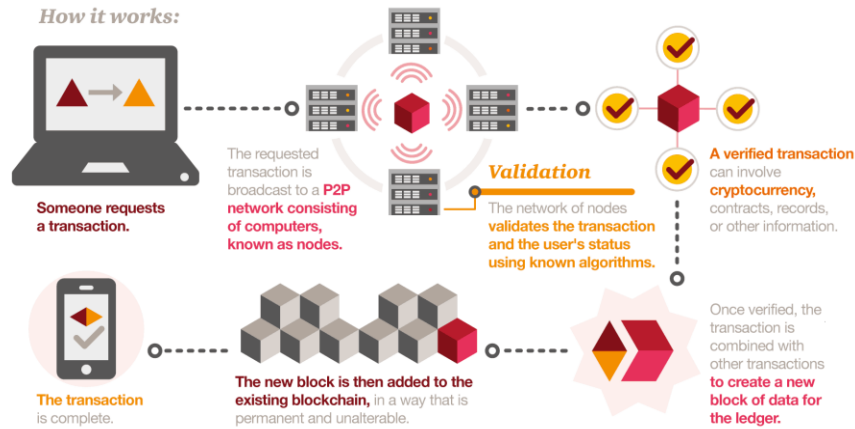 How it works:
Someone requests
a transaction.
The requested
transaction is
broadcast to a P2P
network consisting
of computers,
known as nodes.
Validation
The network of nodes
validates the transaction
and the user's status
using known algorithms.
A verified transaction
can involve
cryptocurrency,
contracts, records,
or other information.
Once verified, the
transaction is
combined with
other transactions
to create a new
block of data for
the ledger.
The new block is then added to the
existing blockchain, in a way that is
permanent and unalterable.
The transaction
is complete.